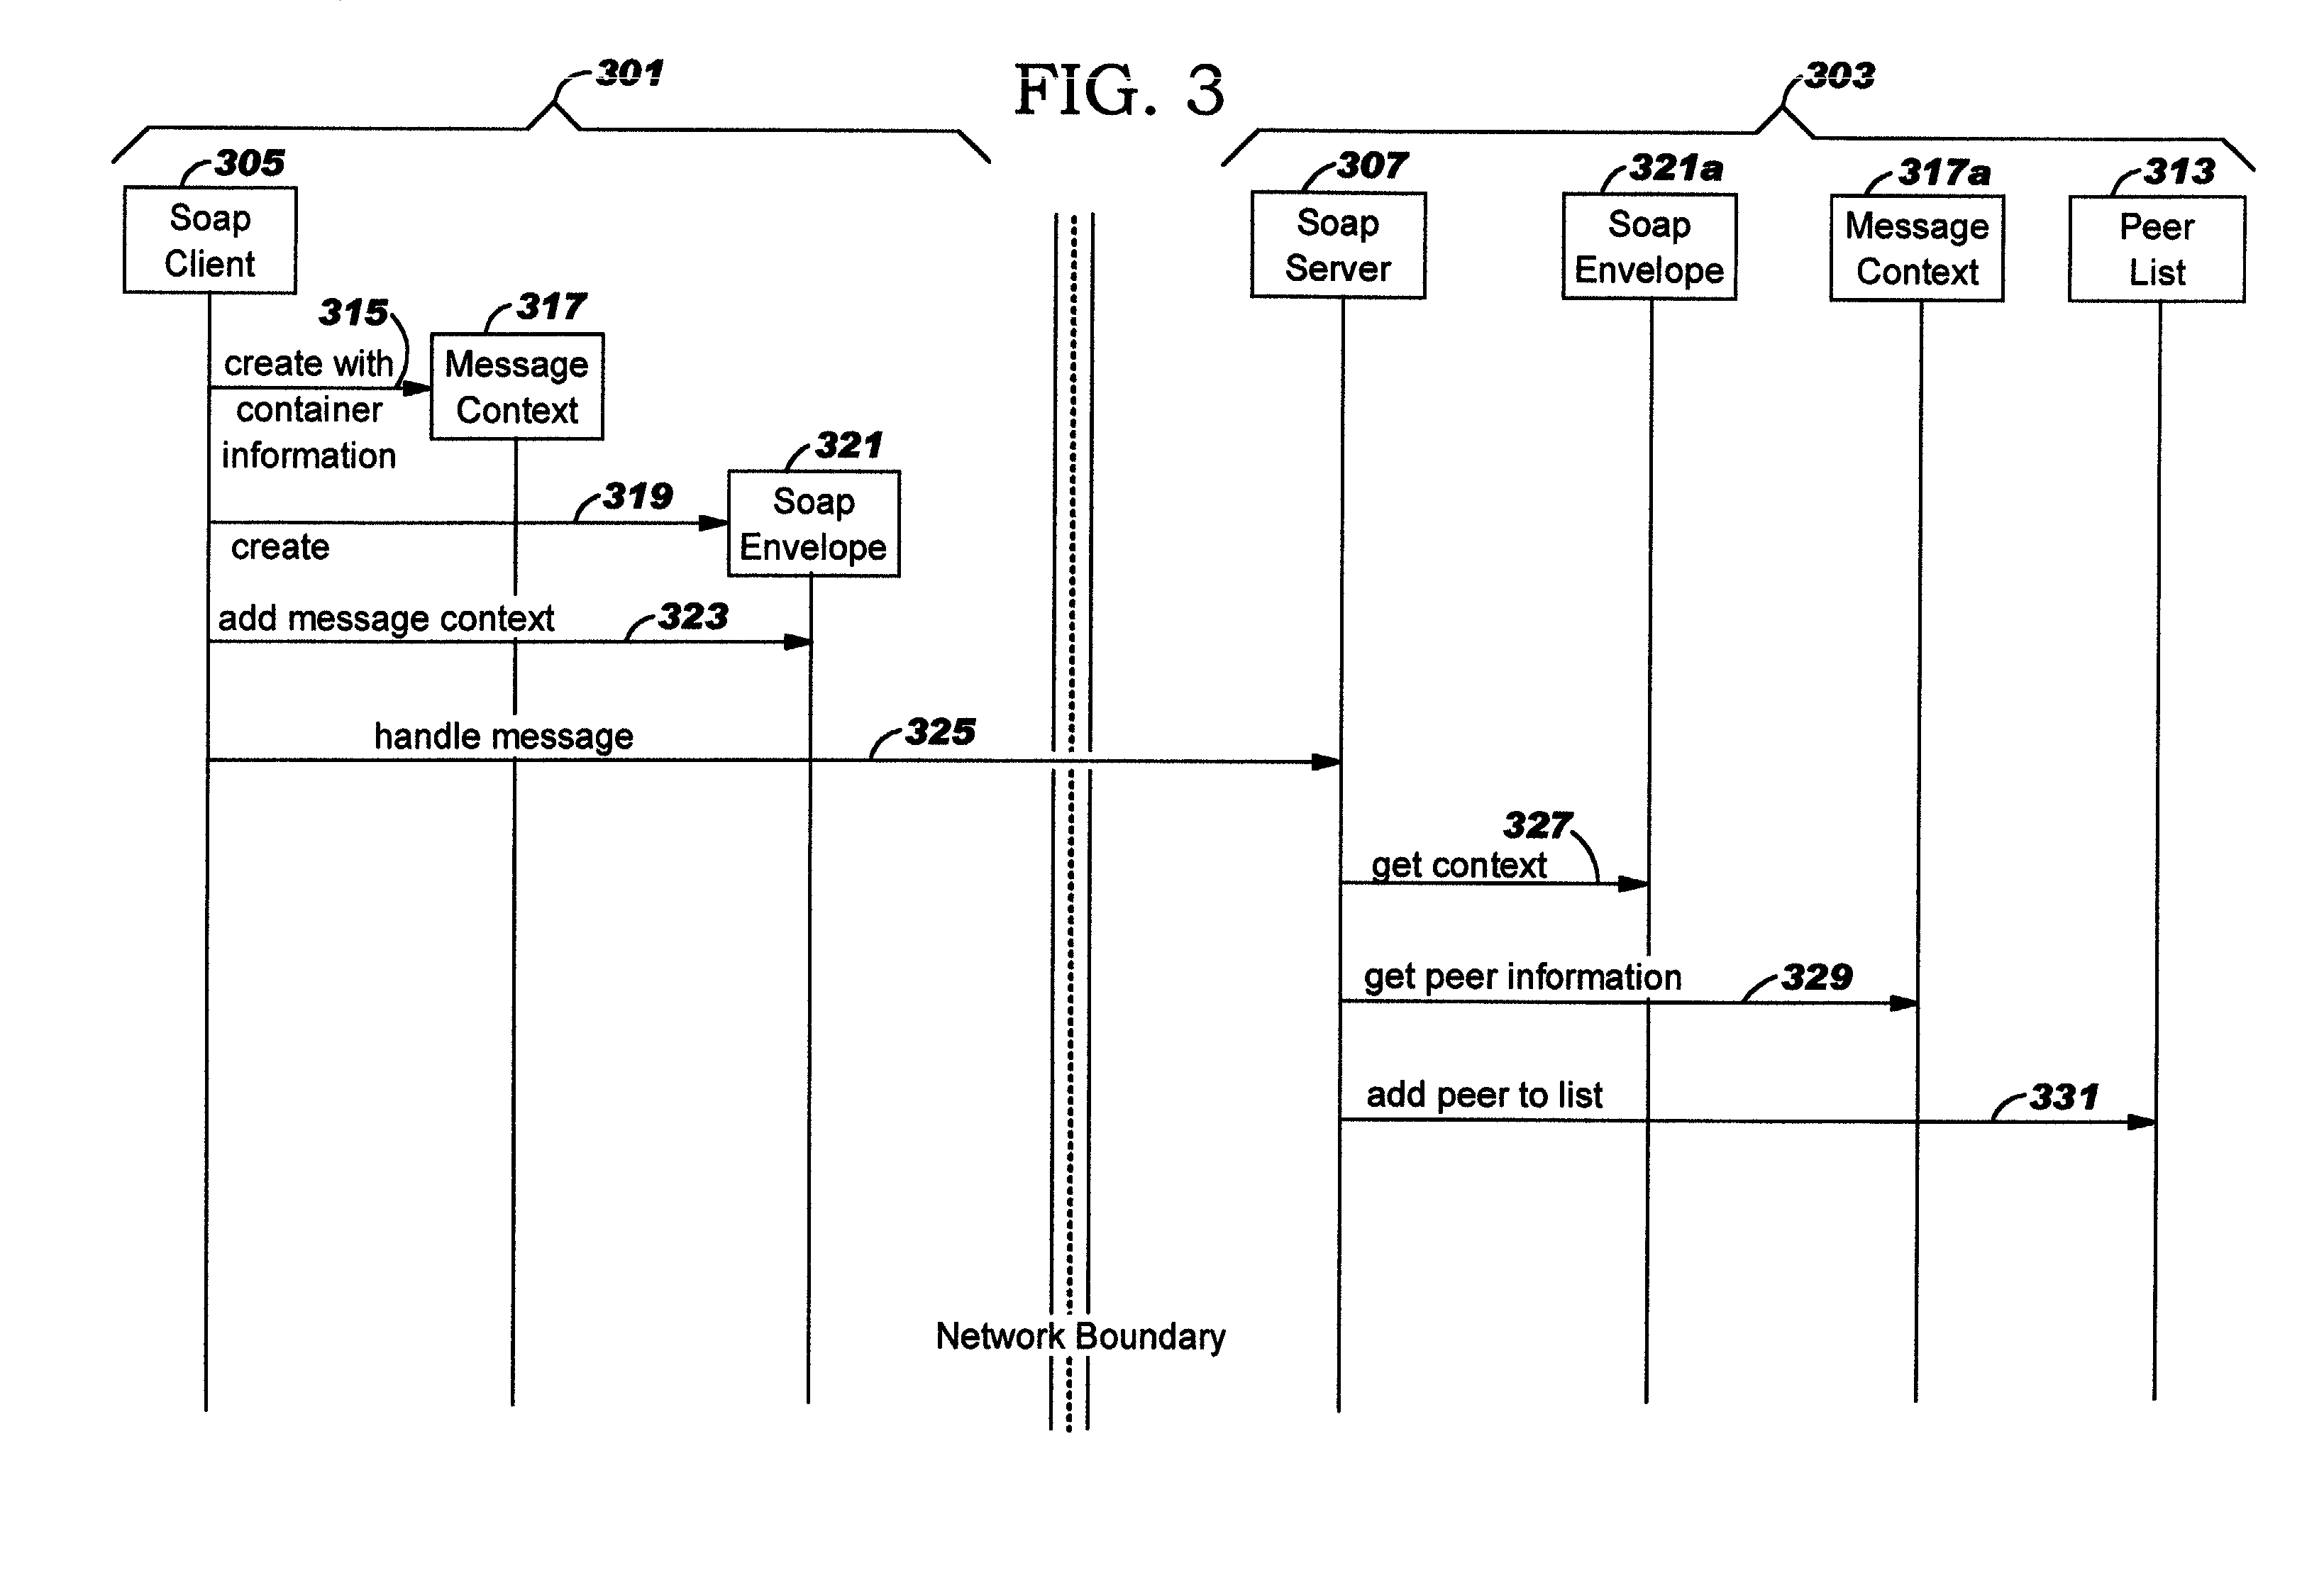 FIG. 3
301
303
305
Soap
Client
307
Soap
Server
321a
Soap
Envelope
317a
Message
Context
313
Peer
List
315
create with
container
information
317
Message
Context
319
create
321
Soap
Envelope
add message context
323
handle message
325
327
get context
get peer information
329
add peer to list
331
Network Boundary